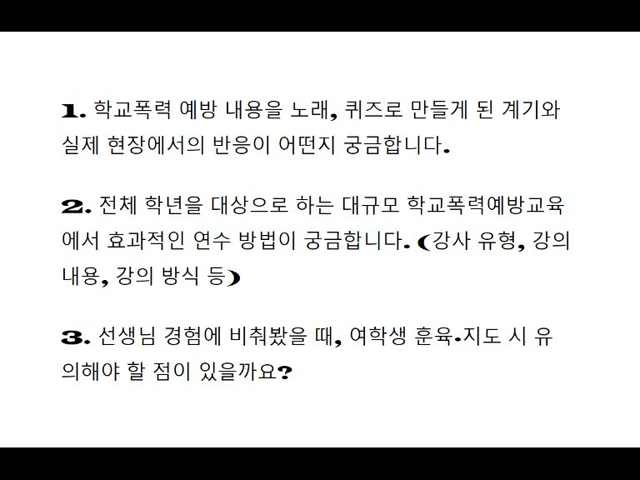 1. 학교폭력 예방 내용을 노래, 퀴즈로 만들게 된 계기와
실제 현장에서의 반응이 어떤지 궁금합니다.
2. 전체 학년을 대상으로 하는 대규모 학교폭력예방교육
에서 효과적인 연수 방법이 궁금합니다. (강사 유형, 강의
내용, 강의 방식 등)
3. 선생님 경험에 비춰봤을 때, 여학생 훈육·지도 시 유
의해야 할 점이 있을까요?